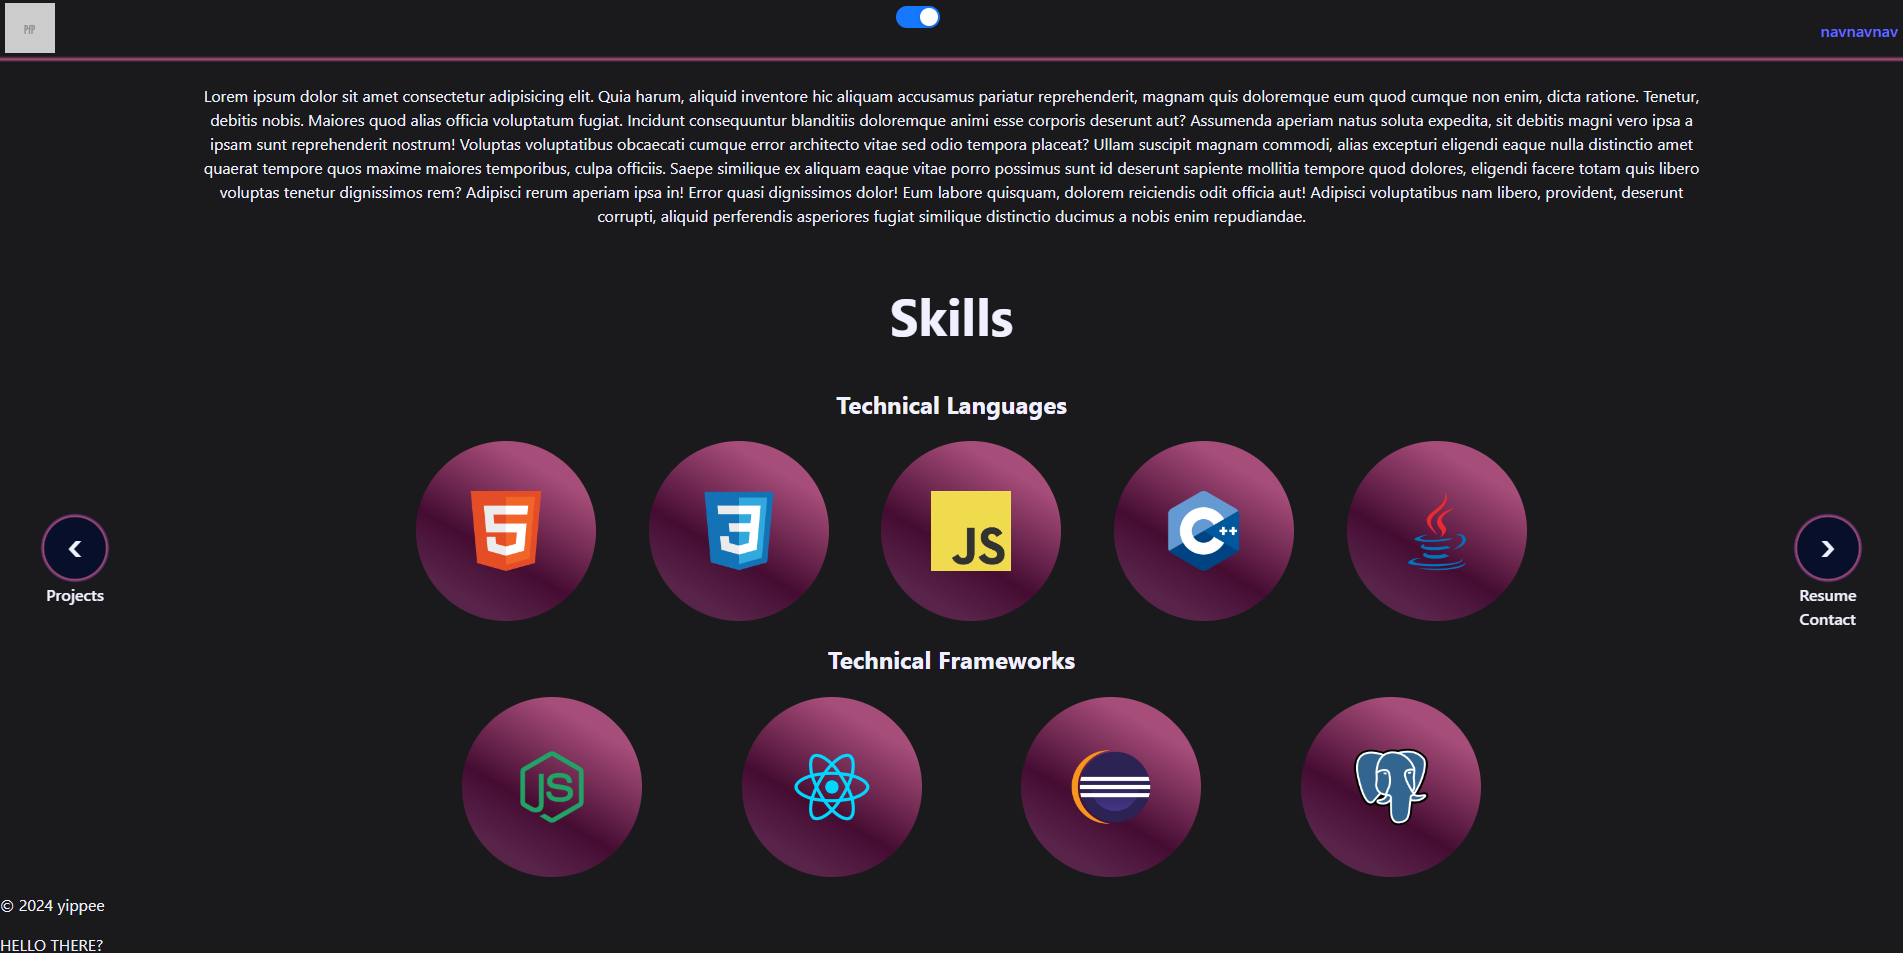 PfP
navnavnav
Lorem ipsum dolor sit amet consectetur adipisicing elit. Quia harum, aliquid inventore hic aliquam accusamus pariatur reprehenderit, magnam quis doloremque eum quod cumque non enim, dicta ratione. Tenetur,
debitis nobis. Maiores quod alias officia voluptatum fugiat. Incidunt consequuntur blanditiis doloremque animi esse corporis deserunt aut? Assumenda aperiam natus soluta expedita, sit debitis magni vero ipsa a
ipsam sunt reprehenderit nostrum! Voluptas voluptatibus obcaecati cumque error architecto vitae sed odio tempora placeat? Ullam suscipit magnam commodi, alias excepturi eligendi eaque nulla distinctio amet
quaerat tempore quos maxime maiores temporibus, culpa officiis. Saepe similique ex aliquam eaque vitae porro possimus sunt id deserunt sapiente mollitia tempore quod dolores, eligendi facere totam quis libero
voluptas tenetur dignissimos rem? Adipisci rerum aperiam ipsa in! Error quasi dignissimos dolor! Eum labore quisquam, dolorem reiciendis odit officia aut! Adipisci voluptatibus nam libero, provident, deserunt
corrupti, aliquid perferendis asperiores fugiat similique distinctio ducimus a nobis enim repudiandae.
Skills
Technical Languages
5
3
JS
C++
Projects
Resume
Contact
Technical Frameworks
JS
© 2024 yippee
HELLO THERE?